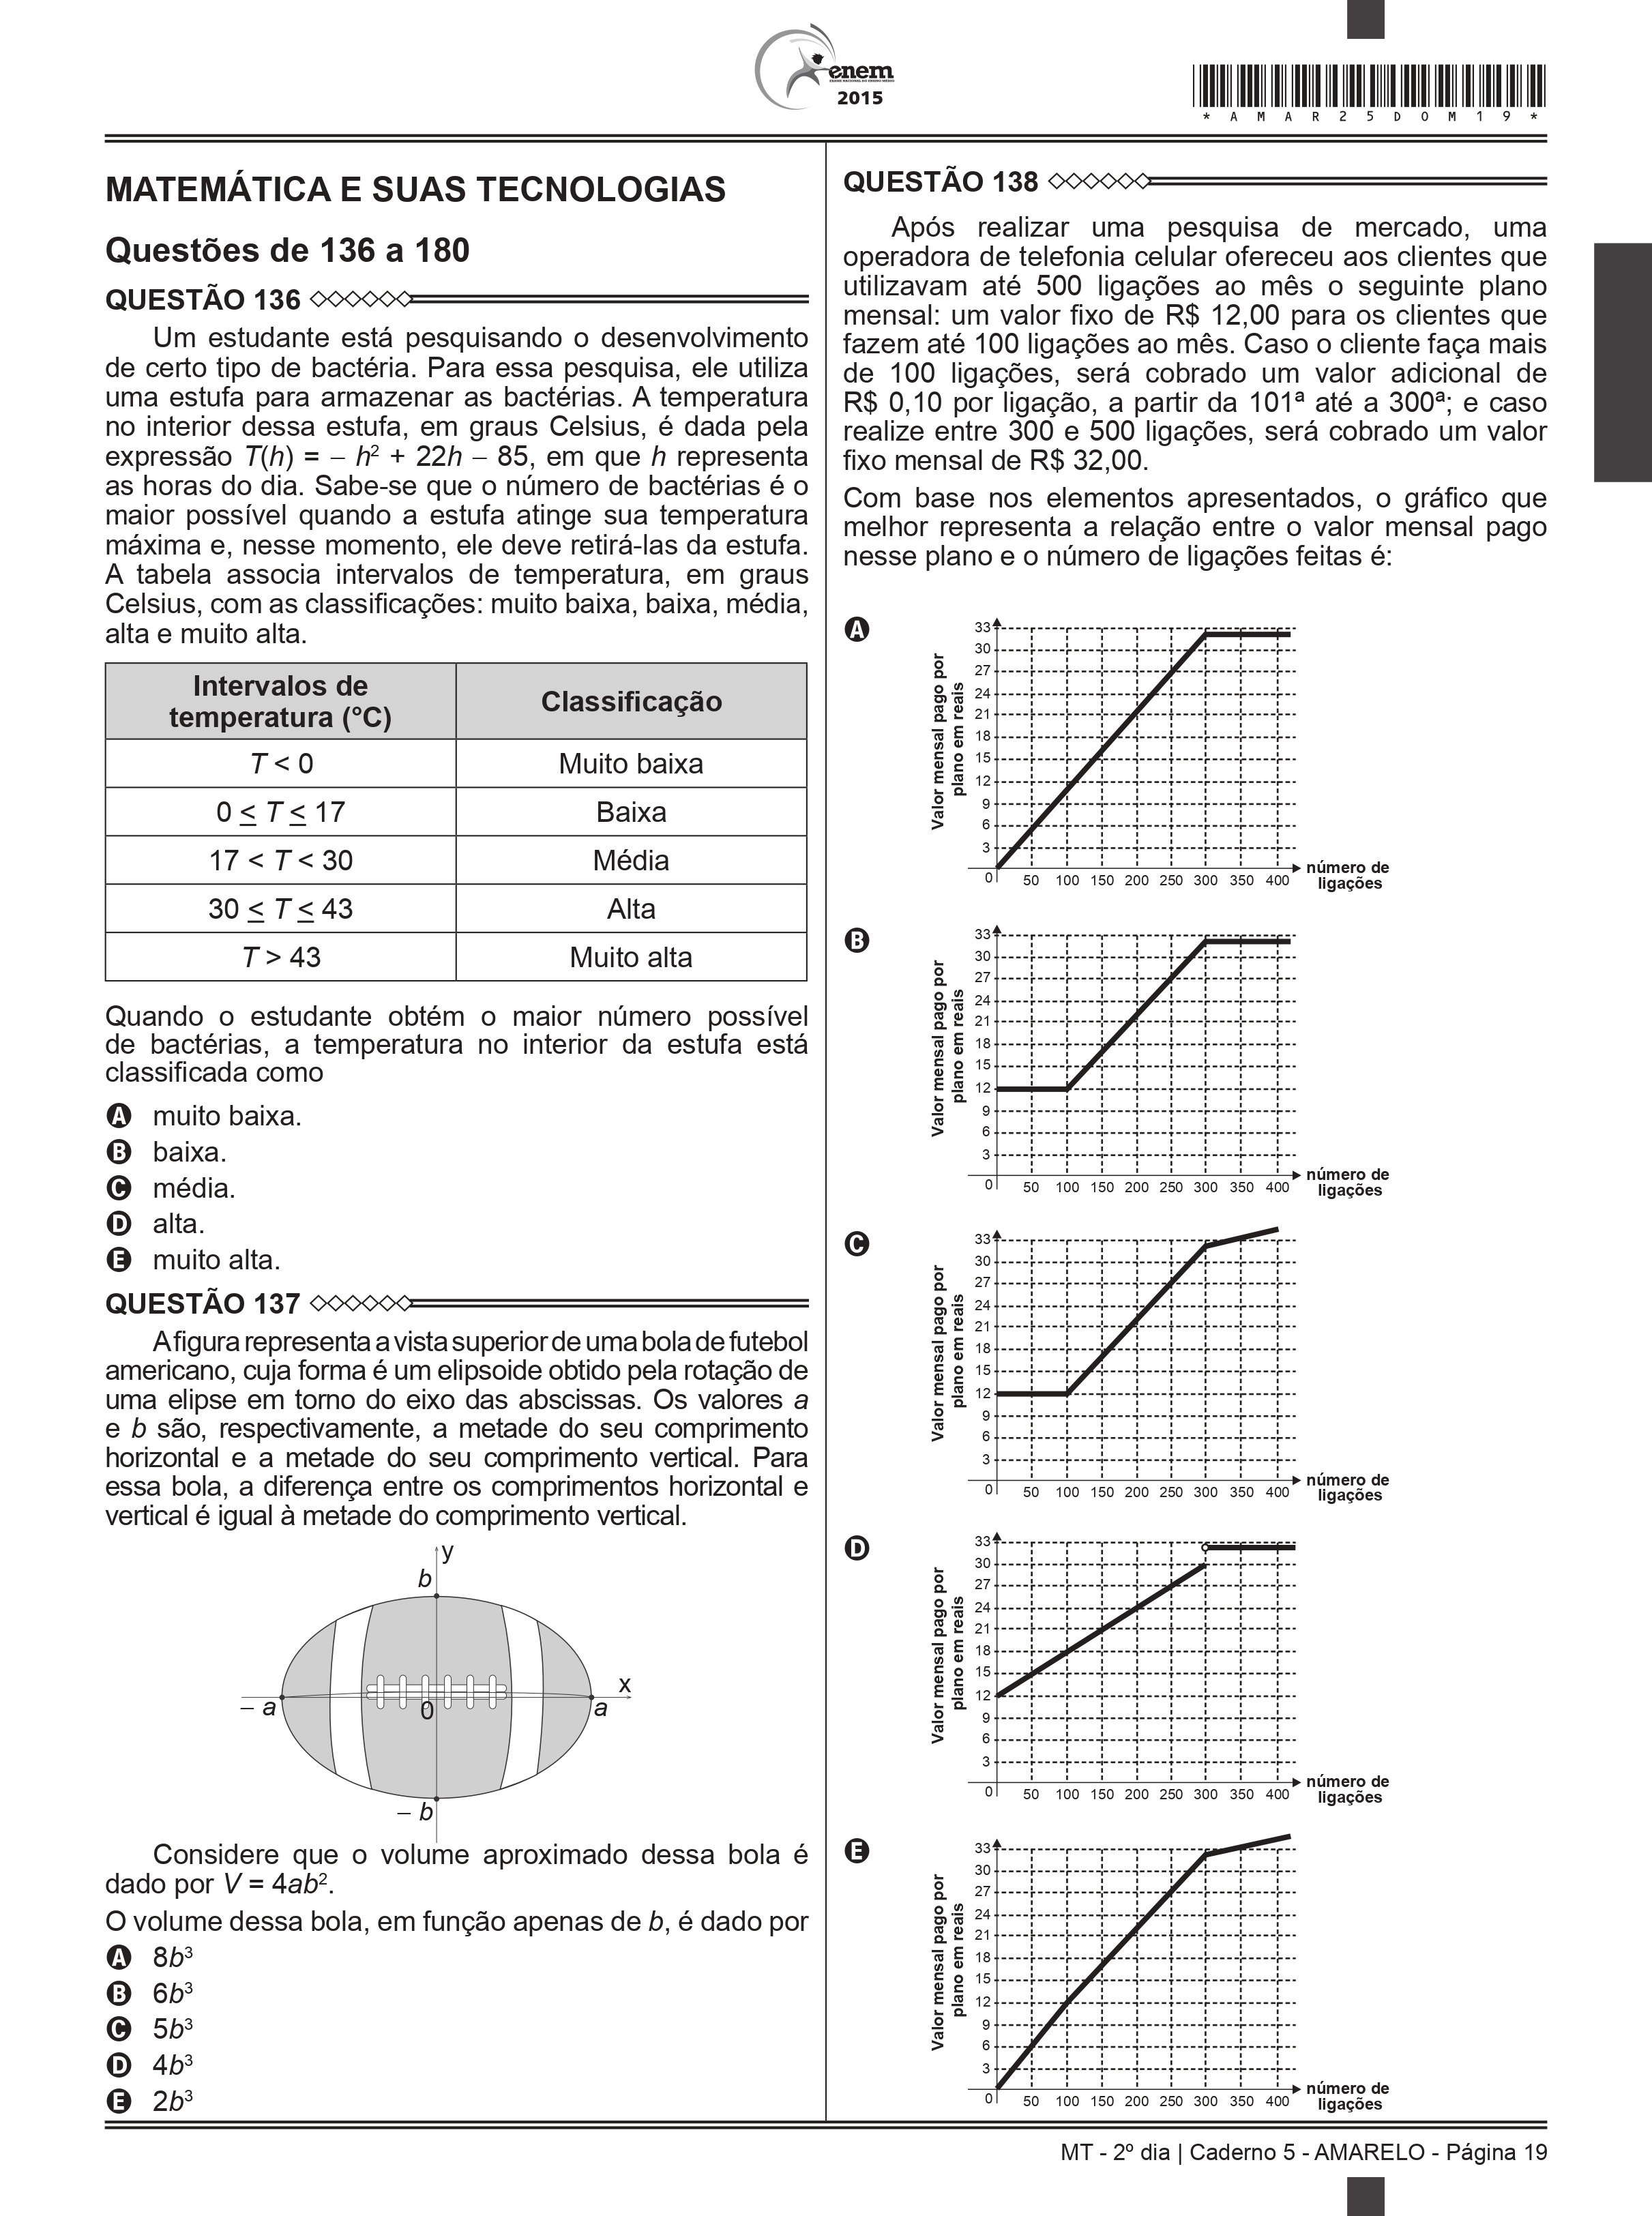 enem
EXAME NACIONAL DO ENSINO MÉDIO
2015
* A M A R 2 5 D O M 1 9 *
MATEMÁTICA E SUAS TECNOLOGIAS
Questões de 136 a 180
QUESTÃO 136
Um estudante está pesquisando o desenvolvimento
de certo tipo de bactéria. Para essa pesquisa, ele utiliza
uma estufa para armazenar as bactérias. A temperatura
no interior dessa estufa, em graus Celsius, é dada pela
expressão T(h) = – h² + 22h – 85, em que h representa
as horas do dia. Sabe-se que o número de bactérias é o
maior possível quando a estufa atinge sua temperatura
máxima e, nesse momento, ele deve retirá-las da estufa.
A tabela associa intervalos de temperatura, em graus
Celsius, com as classificações: muito baixa, baixa, média,
alta e muito alta.
Intervalos de
temperatura (°C)
Classificação
T < 0
Muito baixa
0 ≤ T ≤ 17
Baixa
17 < T < 30
Média
30 ≤ T ≤ 43
Alta
T > 43
Muito alta
Quando o estudante obtém o maior número possível
de bactérias, a temperatura no interior da estufa está
classificada como
A muito baixa.
B baixa.
C média.
D alta.
E muito alta.
QUESTÃO 137
A figura representa a vista superior de uma bola de futebol
americano, cuja forma é um elipsoide obtido pela rotação de
uma elipse em torno do eixo das abscissas. Os valores a
e b são, respectivamente, a metade do seu comprimento
horizontal e a metade do seu comprimento vertical. Para
essa bola, a diferença entre os comprimentos horizontal e
vertical é igual à metade do comprimento vertical.
y
b
x
– a
0
a
– b
Considere que o volume aproximado dessa bola é
dado por V = 4ab².
O volume dessa bola, em função apenas de b, é dado por
A 8b³
B 6b³
C 5b³
D 4b³
E 2b³
QUESTÃO 138
Após realizar uma pesquisa de mercado, uma
operadora de telefonia celular ofereceu aos clientes que
utilizavam até 500 ligações ao mês o seguinte plano
mensal: um valor fixo de R$ 12,00 para os clientes que
fazem até 100 ligações ao mês. Caso o cliente faça mais
de 100 ligações, será cobrado um valor adicional de
R$ 0,10 por ligação, a partir da 101ª até a 300ª; e caso
realize entre 300 e 500 ligações, será cobrado um valor
fixo mensal de R$ 32,00.
Com base nos elementos apresentados, o gráfico que
melhor representa a relação entre o valor mensal pago
nesse plano e o número de ligações feitas é:
A
Valor mensal pago por
plano em reais
33
30
27
24
21
18
15
12
9
6
3
0
50 100 150 200 250 300 350 400
número de
ligações
B
Valor mensal pago por
plano em reais
33
30
27
24
21
18
15
12
9
6
3
0
50 100 150 200 250 300 350 400
número de
ligações
C
Valor mensal pago por
plano em reais
33
30
27
24
21
18
15
12
9
6
3
0
50 100 150 200 250 300 350 400
número de
ligações
D
Valor mensal pago por
plano em reais
33
30
27
24
21
18
15
12
9
6
3
0
50 100 150 200 250 300 350 400
número de
ligações
E
Valor mensal pago por
plano em reais
33
30
27
24
21
18
15
12
9
6
3
0
50 100 150 200 250 300 350 400
número de
ligações
MT - 2º dia | Caderno 5 - AMARELO - Página 19